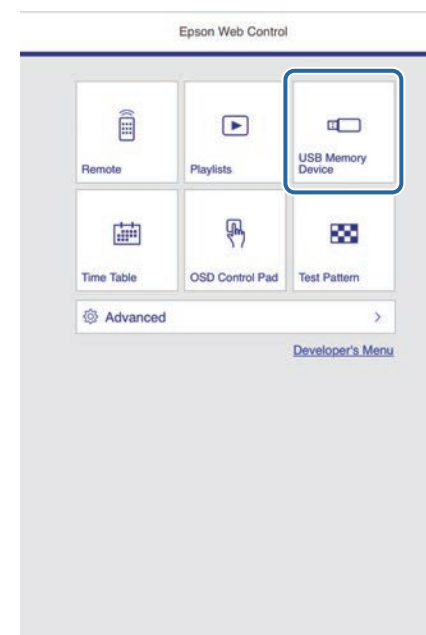 Epson Web Control
Remote
Playlists
USB Memory
Device
Time Table
OSD Control Pad
Test Pattern
Advanced
Developer's Menu